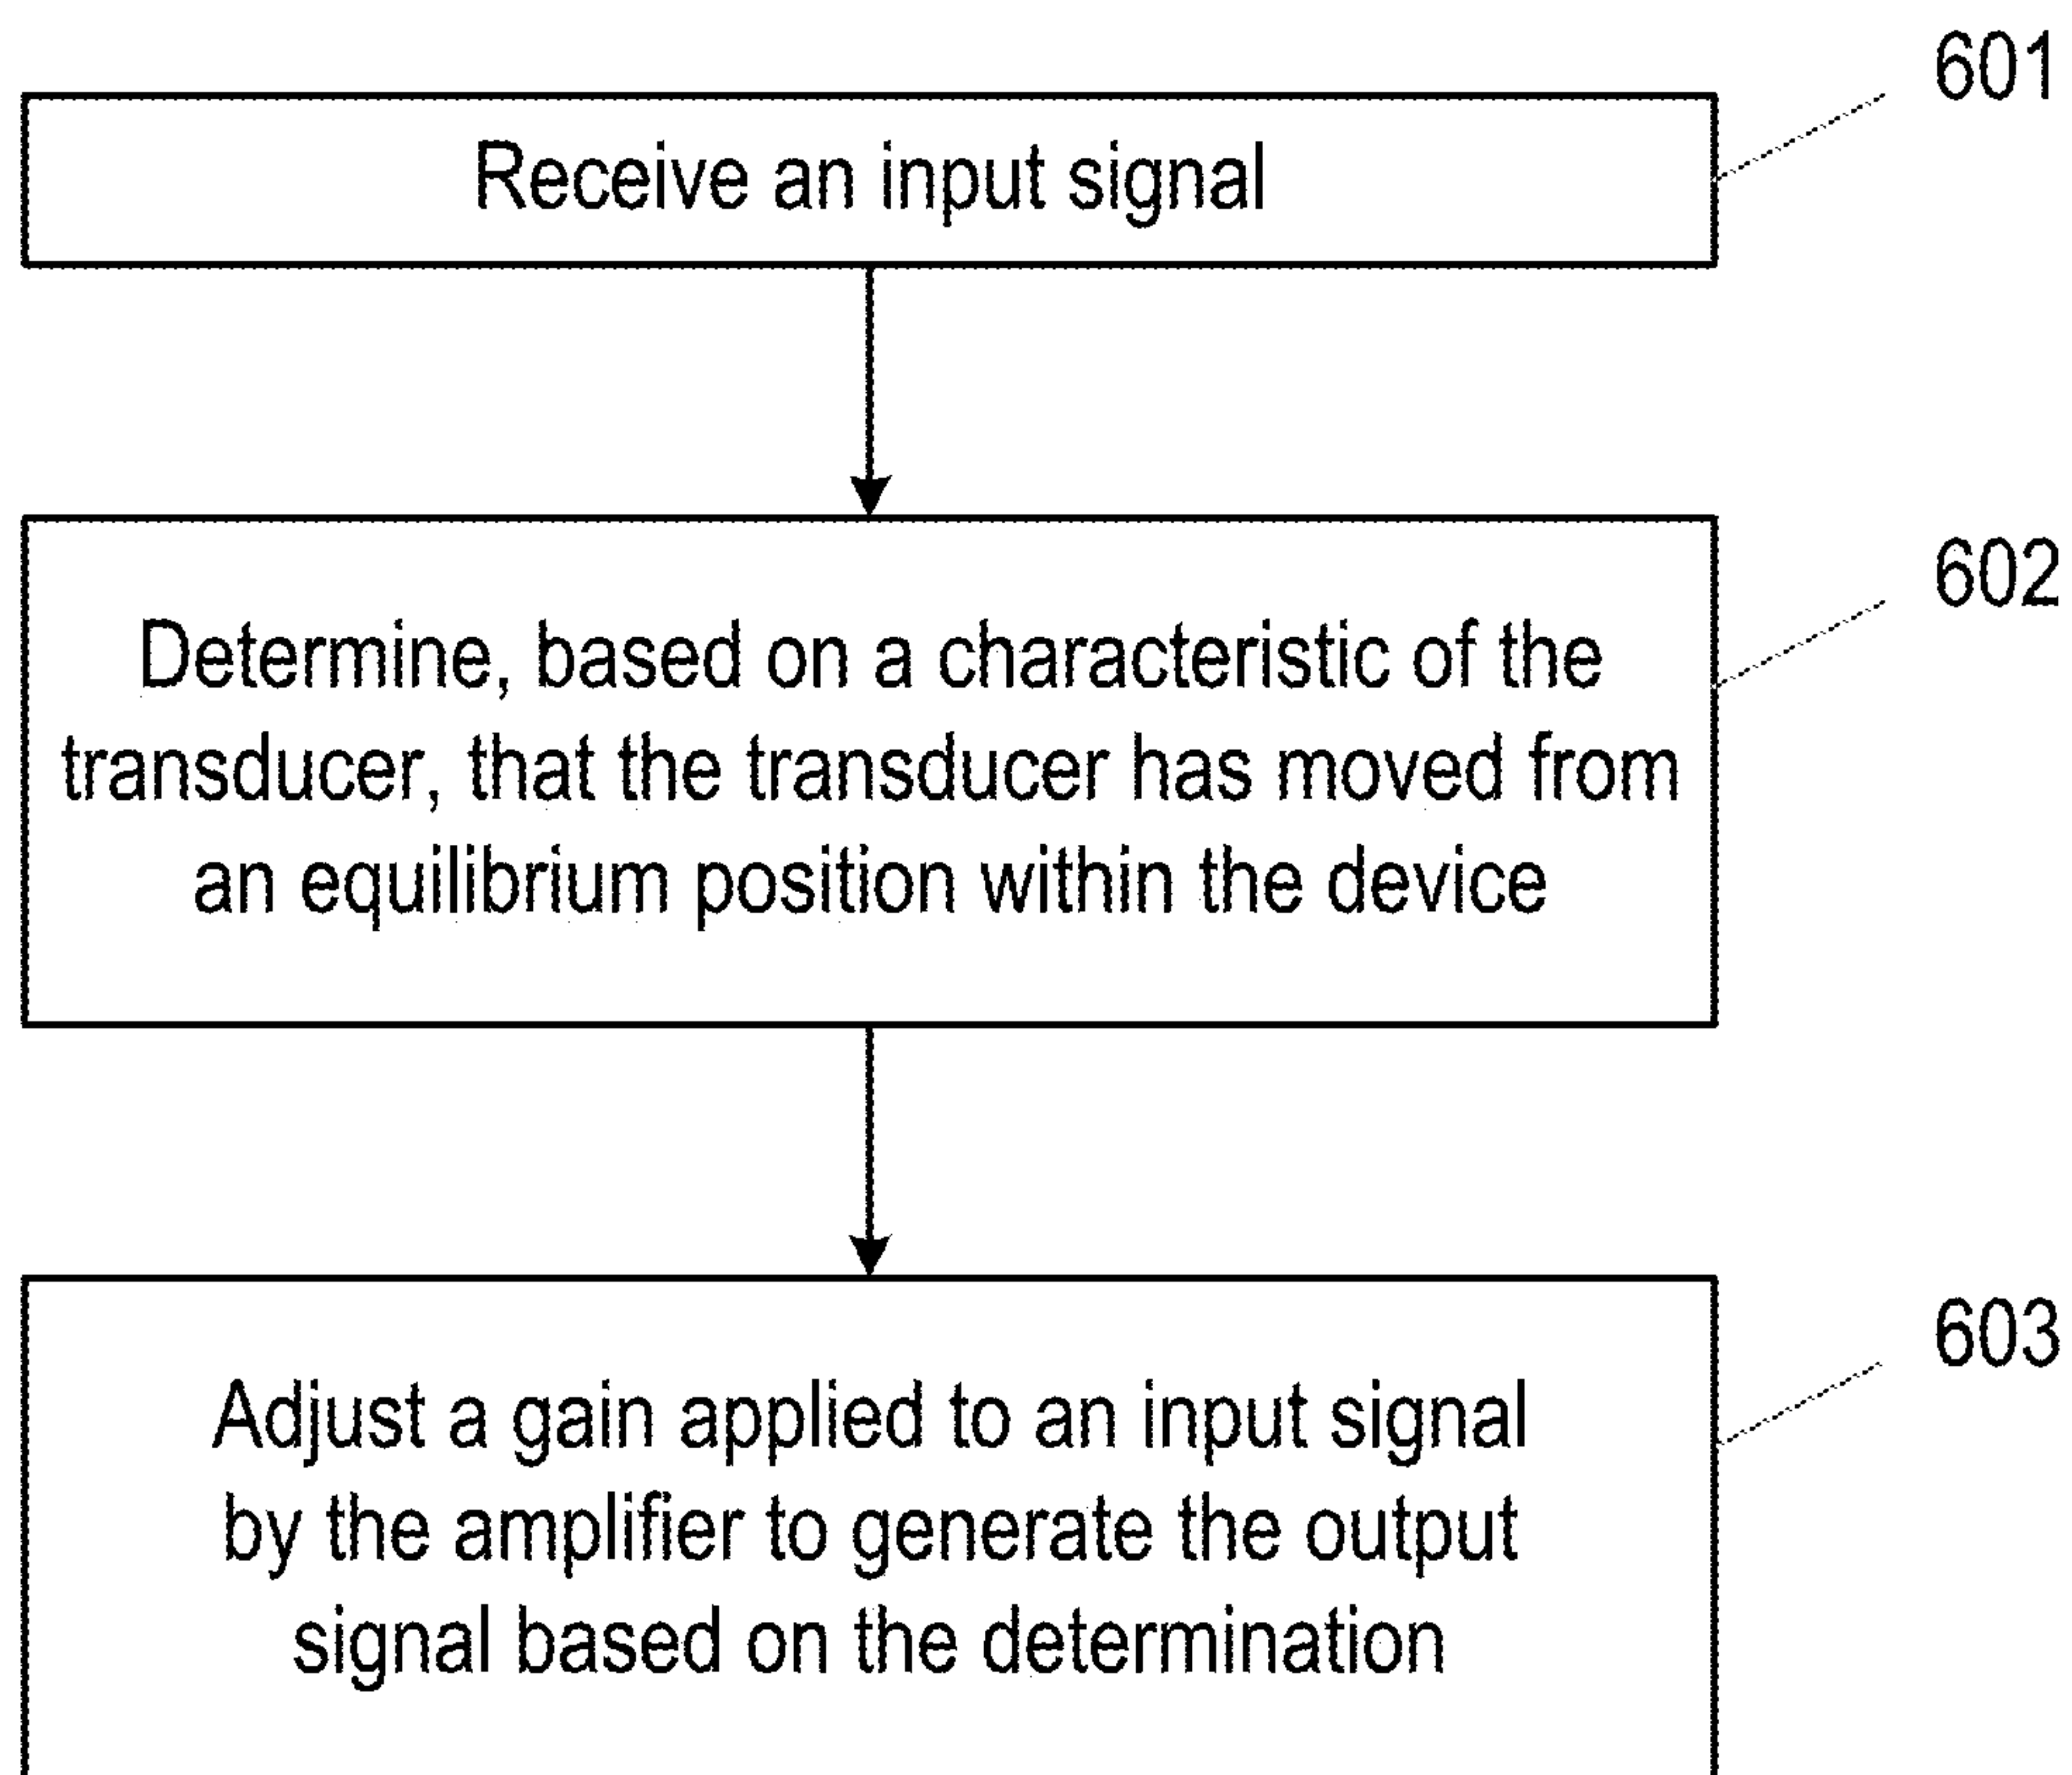 601
Receive an input signal
602
Determine, based on a characteristic of the
transducer, that the transducer has moved from
an equilibrium position within the device
603
Adjust a gain applied to an input signal
by the amplifier to generate the output
signal based on the determination